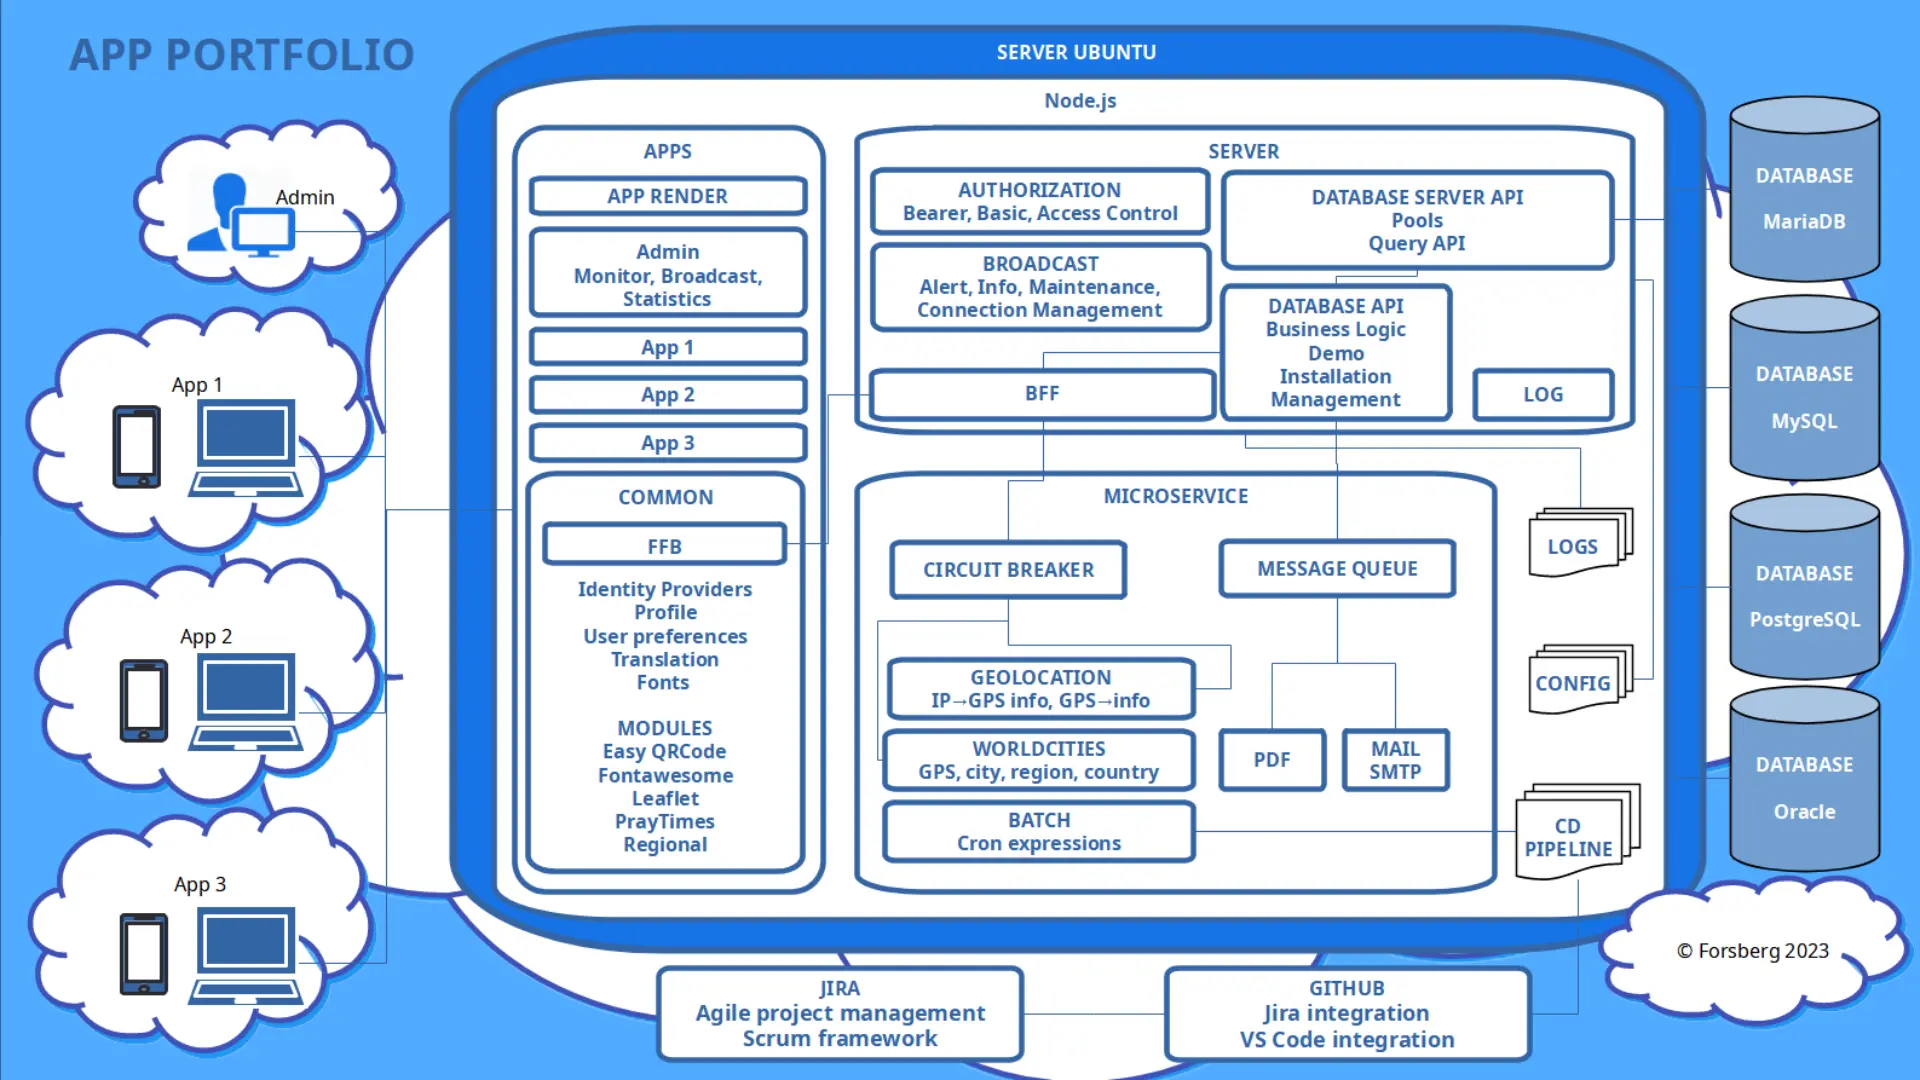 APP PORTFOLIO
SERVER UBUNTU
Node.js
Admin
App 1
App 2
App 3
APPS
APP RENDER
Admin
Monitor, Broadcast,
Statistics
App 1
App 2
App 3
COMMON
FFB
Identity Providers
Profile
User preferences
Translation
Fonts
MODULES
Easy QRCode
Fontawesome
Leaflet
PrayTimes
Regional
SERVER
AUTHORIZATION
Bearer, Basic, Access Control
BROADCAST
Alert, Info, Maintenance,
Connection Management
BFF
DATABASE SERVER API
Pools
Query API
DATABASE API
Business Logic
Demo
Installation
Management
LOG
MICROSERVICE
CIRCUIT BREAKER
MESSAGE QUEUE
GEOLOCATION
IP→GPS info, GPS→info
WORLDCITIES
GPS, city, region, country
BATCH
Cron expressions
PDF
MAIL
SMTP
LOGS
CONFIG
CD
PIPELINE
DATABASE
MariaDB
DATABASE
MySQL
DATABASE
PostgreSQL
DATABASE
Oracle
JIRA
Agile project management
Scrum framework
GITHUB
Jira integration
VS Code integration
© Forsberg 2023